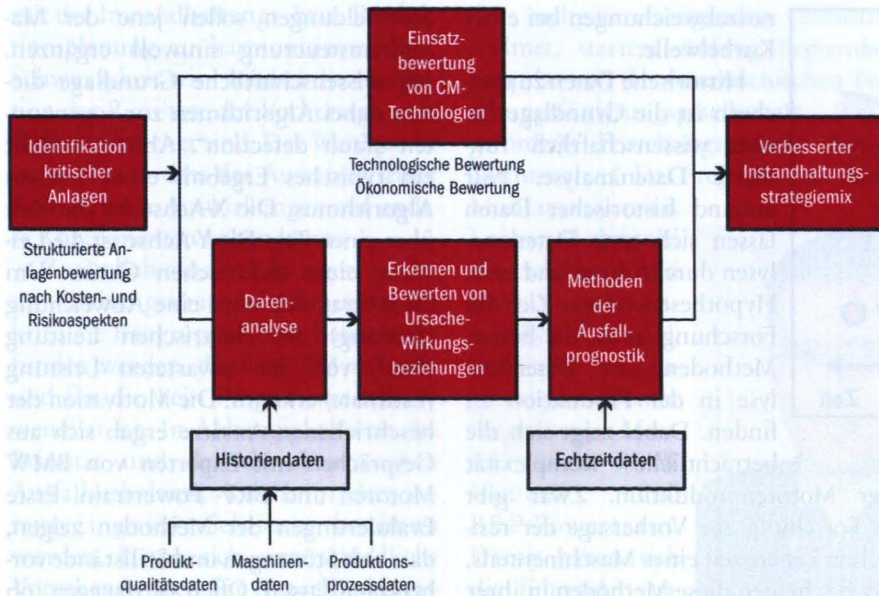 Einsatz-
bewertung
von CM-
Technologien
Technologische Bewertung
Ökonomische Bewertung
Identifikation
kritischer
Anlagen
Strukturierte An-
lagenbewertung
nach Kosten- und
Risikoaspekten
Verbesserter
Instandhaltungs-
strategiemix
Daten-
analyse
Erkennen und
Bewerten von
Ursache-
Wirkungs-
beziehungen
Methoden
der
Ausfall-
prognostik
Historiendaten
Echtzeitdaten
Produkt-
qualitätsdaten
Maschinen-
daten
Produktions-
prozessdaten